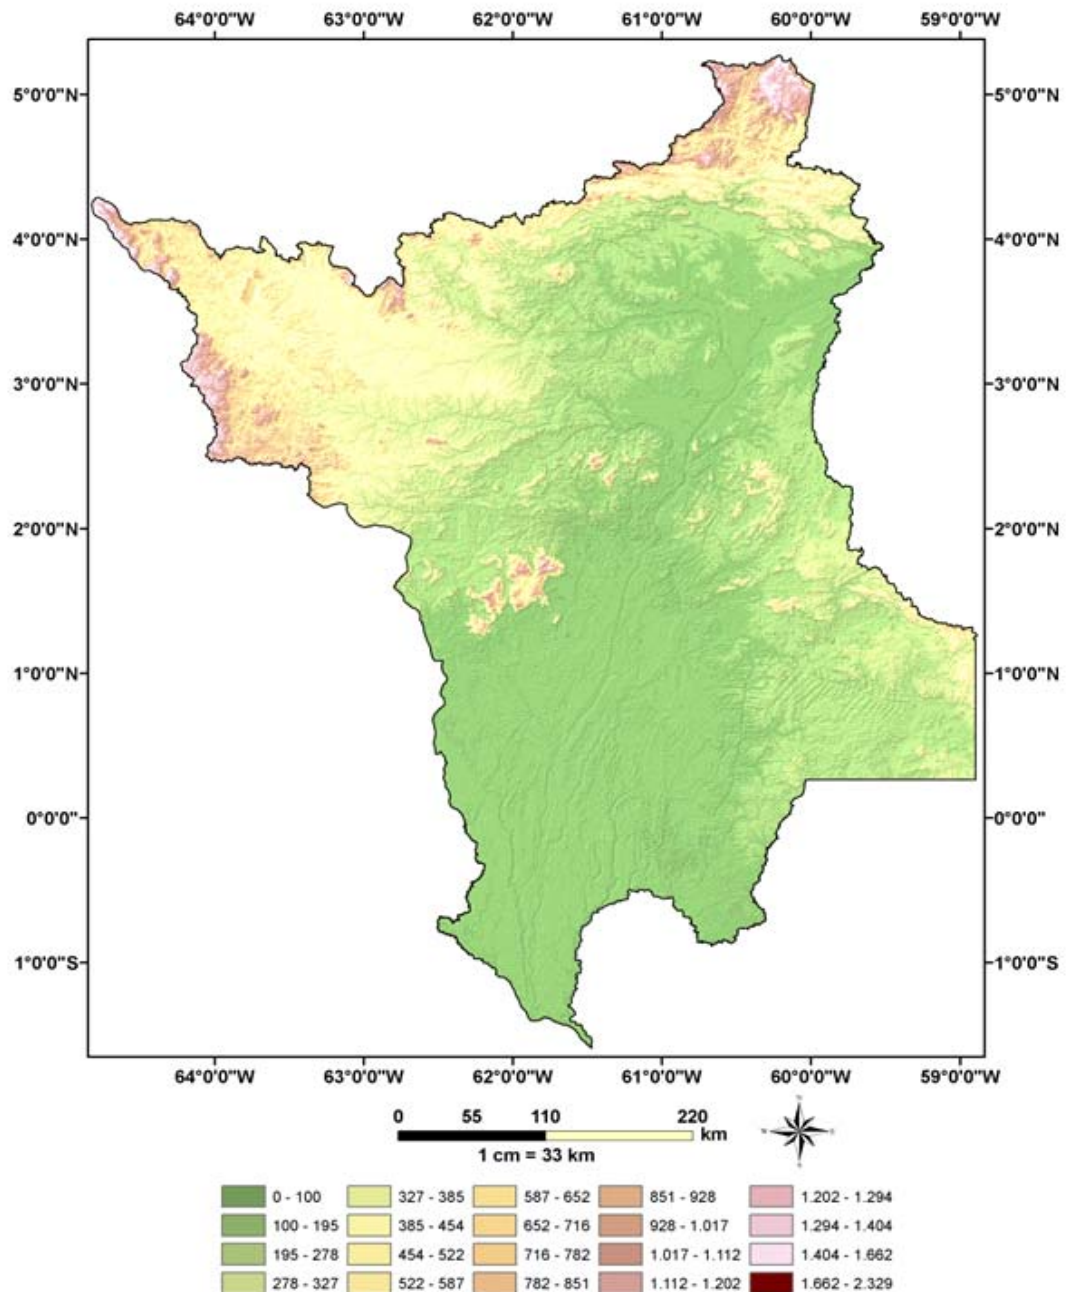 64°0'0"W 63°0'0"W 62°0'0"W 61°0'0"W 60°0'0"W 59°0'0"W
5°0'0"N 5°0'0"N
4°0'0"N 4°0'0"N
3°0'0"N 3°0'0"N
2°0'0"N 2°0'0"N
1°0'0"N 1°0'0"N
0°0'0" 0°0'0"
1°0'0"S 1°0'0"S
64°0'0"W 63°0'0"W 62°0'0"W 61°0'0"W 60°0'0"W 59°0'0"W
0 55 110 220
km
1 cm = 33 km
0 - 100 327 - 385 587 - 652 851 - 928 1.202 - 1.294
100 - 195 385 - 454 652 - 716 928 - 1.017 1.294 - 1.404
195 - 278 454 - 522 716 - 782 1.017 - 1.112 1.404 - 1.662
278 - 327 522 - 587 782 - 851 1.112 - 1.202 1.662 - 2.329